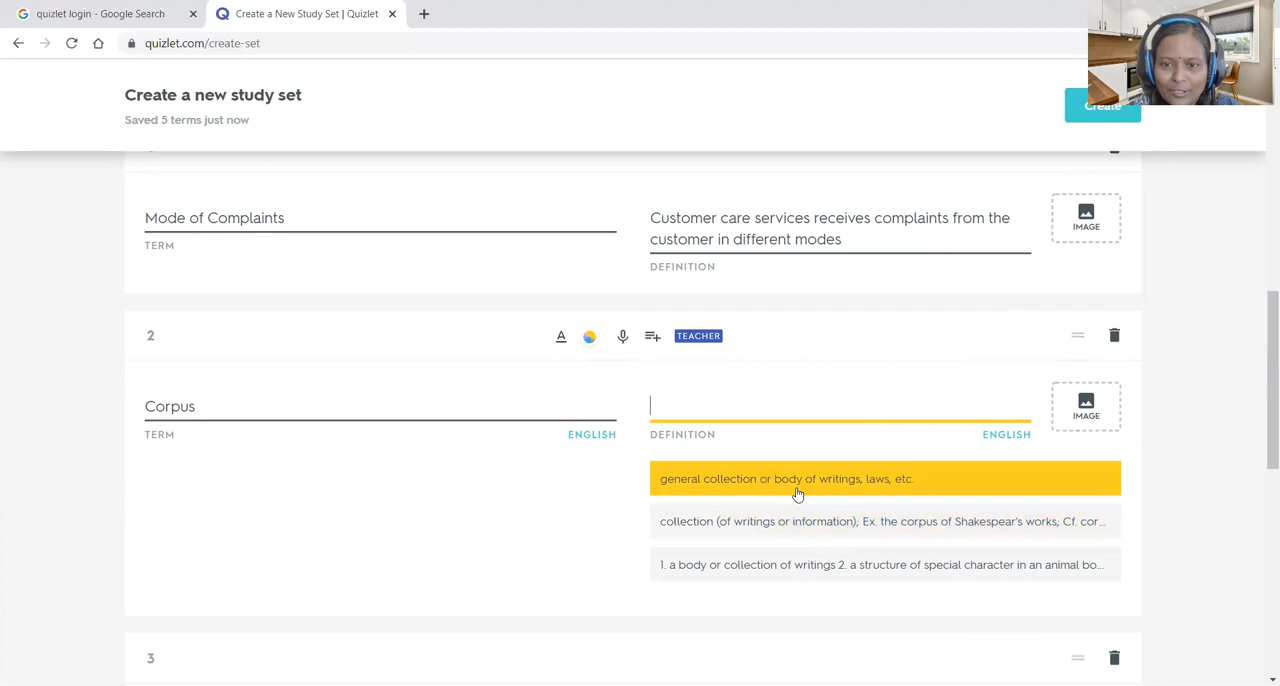 quizlet login - Google Search
Create a New Study Set | Quizlet
quizlet.com/create-set
Create a new study set
Saved 5 terms just now
Create
Mode of Complaints
TERM
Customer care services receives complaints from the
customer in different modes
DEFINITION
IMAGE
2
A
TEACHER
Corpus
TERM
ENGLISH
DEFINITION
ENGLISH
IMAGE
general collection or body of writings, laws, etc.
collection (of writings or information); Ex. the corpus of Shakespear's works; Cf. cor...
1. a body or collection of writings 2. a structure of special character in an animal bo...
3